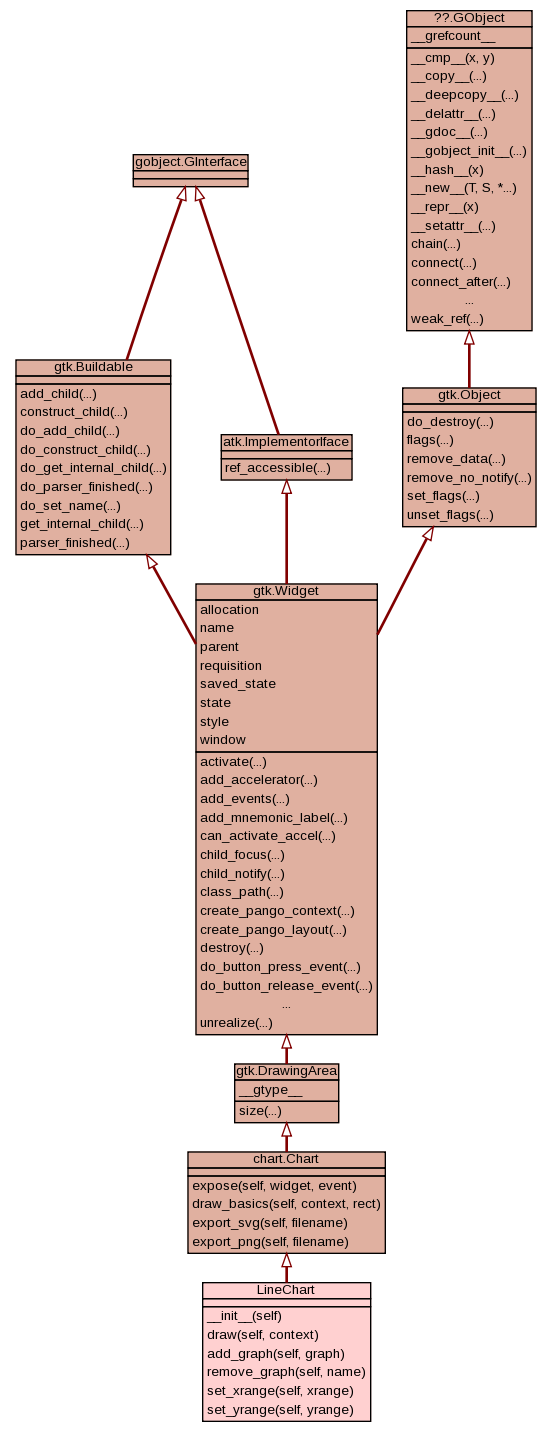 ??.GObject
__grefcount__
__cmp__(x, y)
__copy__(...)
__deepcopy__(...)
__delattr__(...)
__gdoc__(...)
__gobject_init__(...)
__hash__(x)
__new__(T, S, *...)
__repr__(x)
__setattr__(...)
chain(...)
connect(...)
connect_after(...)
...
weak_ref(...)
gobject.GInterface
gtk.Buildable
add_child(...)
construct_child(...)
do_add_child(...)
do_construct_child(...)
do_get_internal_child(...)
do_parser_finished(...)
do_set_name(...)
get_internal_child(...)
parser_finished(...)
atk.ImplementorIface
ref_accessible(...)
gtk.Object
do_destroy(...)
flags(...)
remove_data(...)
remove_no_notify(...)
set_flags(...)
unset_flags(...)
gtk.Widget
allocation
name
parent
requisition
saved_state
state
style
window
activate(...)
add_accelerator(...)
add_events(...)
add_mnemonic_label(...)
can_activate_accel(...)
child_focus(...)
child_notify(...)
class_path(...)
create_pango_context(...)
create_pango_layout(...)
destroy(...)
do_button_press_event(...)
do_button_release_event(...)
...
unrealize(...)
gtk.DrawingArea
__gtype__
size(...)
chart.Chart
expose(self, widget, event)
draw_basics(self, context, rect)
export_svg(self, filename)
export_png(self, filename)
LineChart
__init__(self)
draw(self, context)
add_graph(self, graph)
remove_graph(self, name)
set_xrange(self, xrange)
set_yrange(self, yrange)